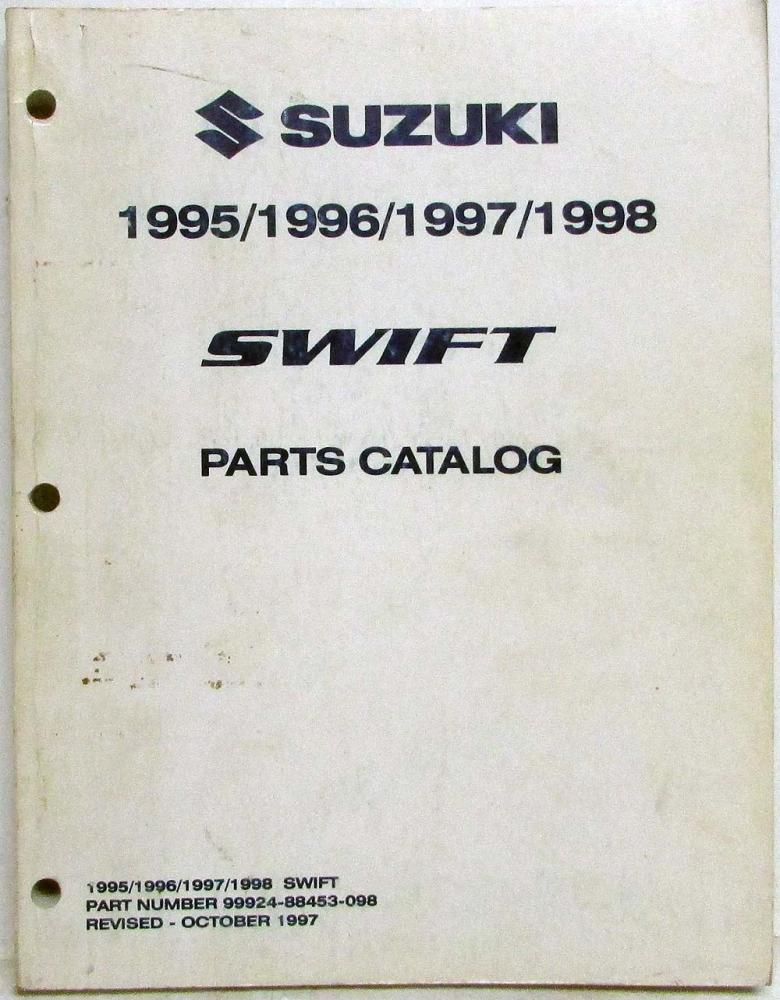 SUZUKI
1995/1996/1997/1998
SWIFT
PARTS CATALOG
1995/1996/1997/1998 SWIFT
PART NUMBER 99924-88453-098
REVISED - OCTOBER 1997